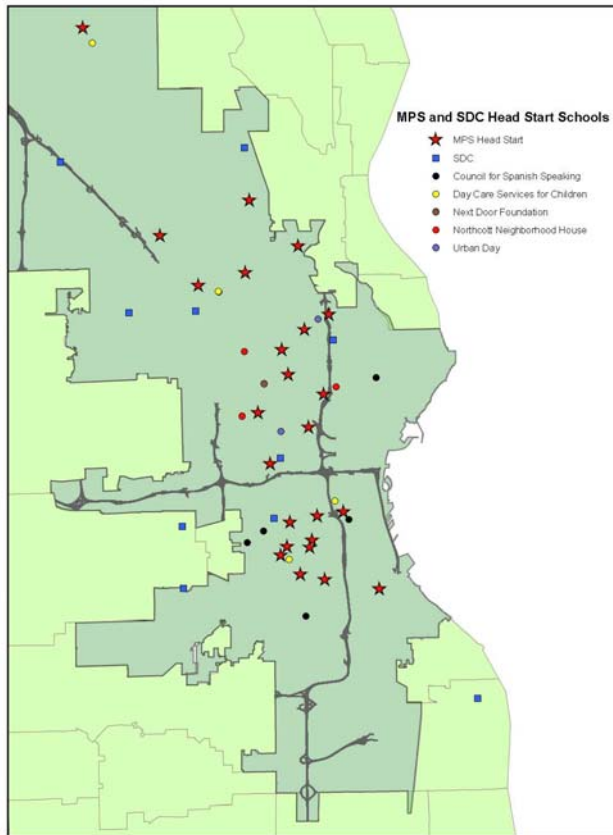 MPS and SDC Head Start Schools
MPS Head Start
SDC
Council for Spanish Speaking
Day Care Services for Children
Next Door Foundation
Northcott Neighborhood House
Urban Day